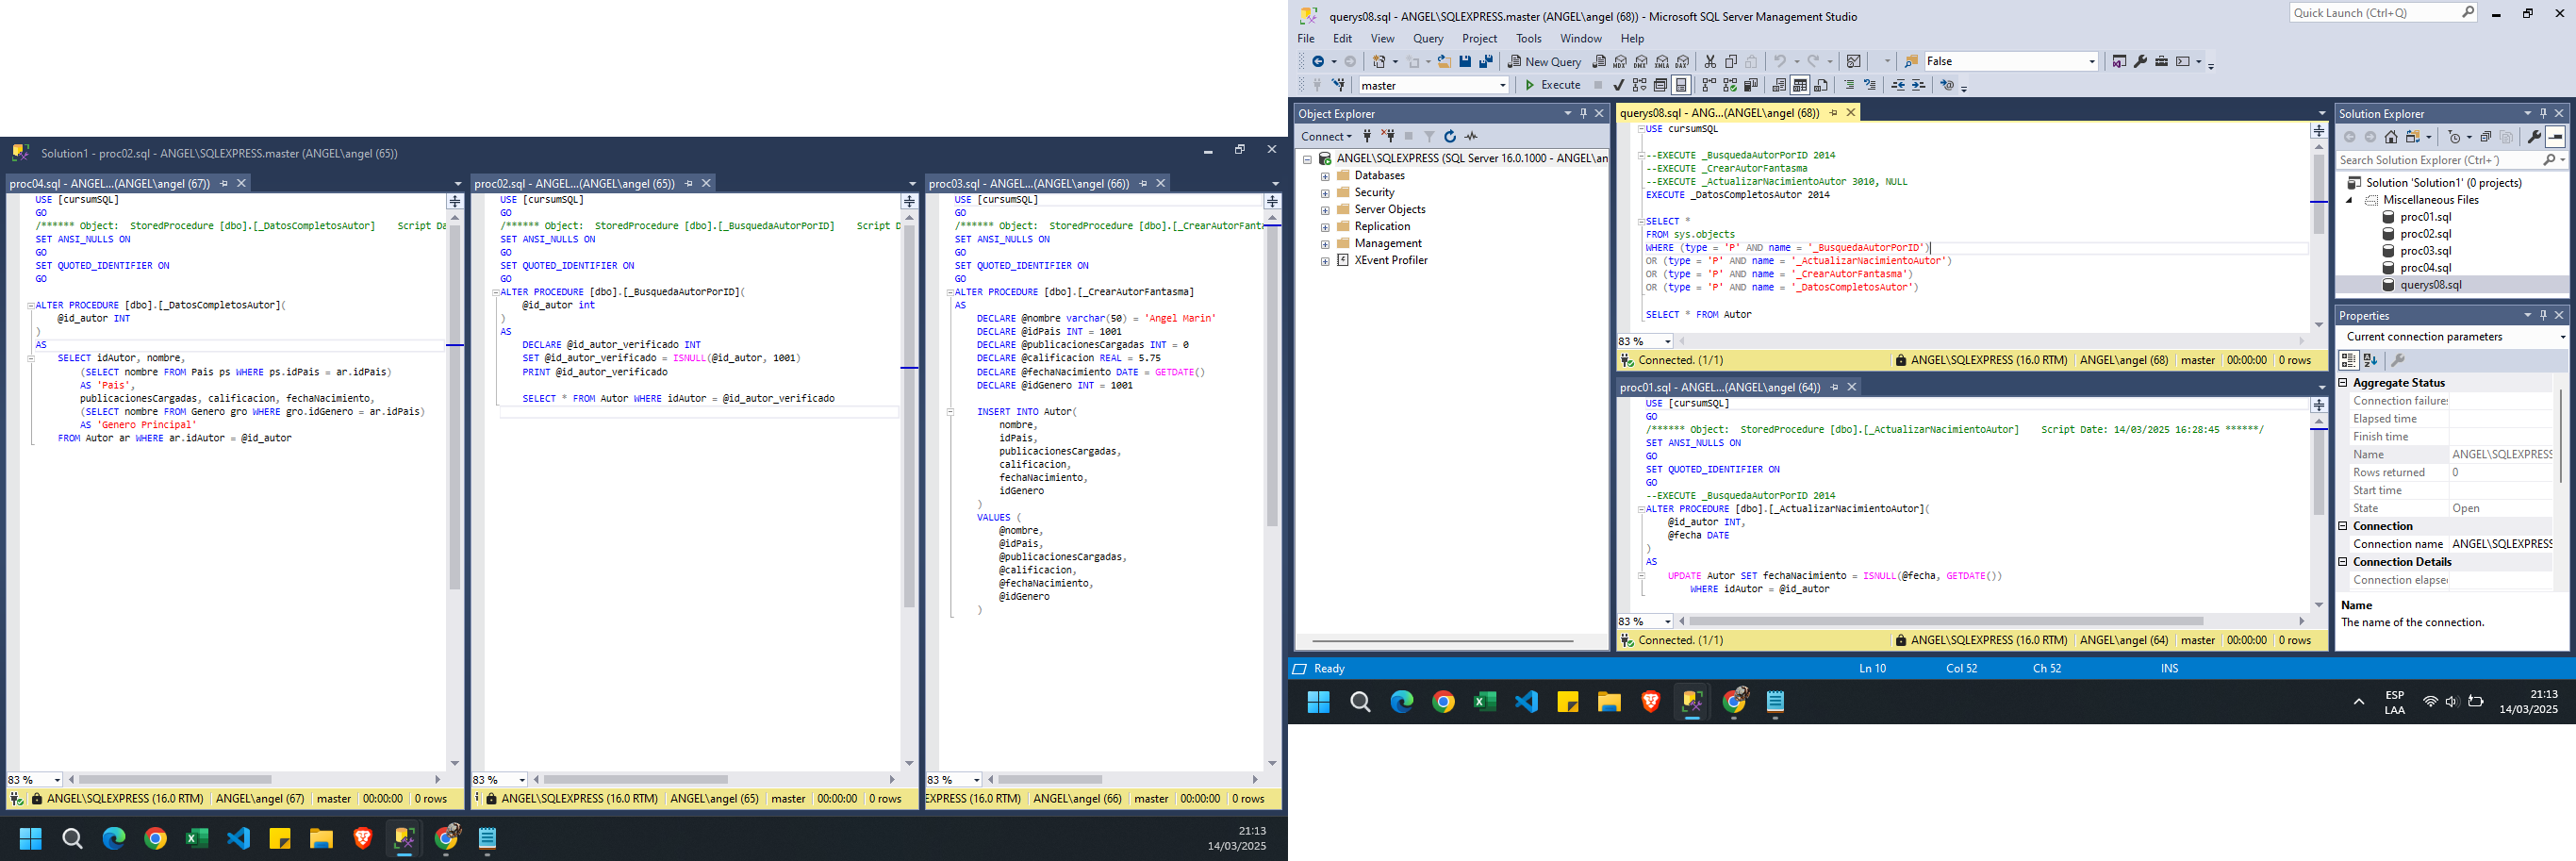 Solution1 - proc02.sql - ANGEL\SQLEXPRESS.master (ANGEL\angel (65))
proc04.sql - ANGEL...(ANGEL\angel (67))
USE [cursumSQL]
GO
/****** Object:  StoredProcedure [dbo].[_DatosCompletosAutor]    Script Da
SET ANSI_NULLS ON
GO
SET QUOTED_IDENTIFIER ON
GO
ALTER PROCEDURE [dbo].[_DatosCompletosAutor](
@id_autor INT
)
AS
SELECT idAutor, nombre,
(SELECT nombre FROM Pais ps WHERE ps.idPais = ar.idPais)
AS 'Pais',
publicacionesCargadas, calificacion, fechaNacimiento,
(SELECT nombre FROM Genero gro WHERE gro.idGenero = ar.idPais)
AS 'Genero Principal'
FROM Autor ar WHERE ar.idAutor = @id_autor
83 %
ANGEL\SQLEXPRESS (16.0 RTM) ANGEL\angel (67) master 00:00:00 0 rows
proc02.sql - ANGEL...(ANGEL\angel (65))
USE [cursumSQL]
GO
/****** Object:  StoredProcedure [dbo].[_BusquedaAutorPorID]    Script D
SET ANSI_NULLS ON
GO
SET QUOTED_IDENTIFIER ON
GO
ALTER PROCEDURE [dbo].[_BusquedaAutorPorID](
@id_autor int
)
AS
DECLARE @id_autor_verificado INT
SET @id_autor_verificado = ISNULL(@id_autor, 1001)
PRINT @id_autor_verificado
SELECT * FROM Autor WHERE idAutor = @id_autor_verificado
83 %
ANGEL\SQLEXPRESS (16.0 RTM) ANGEL\angel (65) master 00:00:00 0 rows
proc03.sql - ANGEL...(ANGEL\angel (66))
USE [cursumSQL]
GO
/****** Object:  StoredProcedure [dbo].[_CrearAutorFant
SET ANSI_NULLS ON
GO
SET QUOTED_IDENTIFIER ON
GO
ALTER PROCEDURE [dbo].[_CrearAutorFantasma]
AS
DECLARE @nombre varchar(50) = 'Angel Marin'
DECLARE @idPais INT = 1001
DECLARE @publicacionesCargadas INT = 0
DECLARE @calificacion REAL = 5.75
DECLARE @fechaNacimiento DATE = GETDATE()
DECLARE @idGenero INT = 1001
INSERT INTO Autor(
nombre,
idPais,
publicacionesCargadas,
calificacion,
fechaNacimiento,
idGenero
)
VALUES (
@nombre,
@idPais,
@publicacionesCargadas,
@calificacion,
@fechaNacimiento,
@idGenero
)
83 %
EXPRESS (16.0 RTM) ANGEL\angel (66) master 00:00:00 0 rows
21:13
14/03/2025
querys08.sql - ANGEL\SQLEXPRESS.master (ANGEL\angel (68)) - Microsoft SQL Server Management Studio
Quick Launch (Ctrl+Q)
File Edit View Query Project Tools Window Help
New Query MDX DMX XMLA DAX False
master Execute
Object Explorer
Connect
ANGEL\SQLEXPRESS (SQL Server 16.0.1000 - ANGEL\an
Databases
Security
Server Objects
Replication
Management
XEvent Profiler
querys08.sql - ANG...(ANGEL\angel (68))
USE cursumSQL
--EXECUTE _BusquedaAutorPorID 2014
--EXECUTE _CrearAutorFantasma
--EXECUTE _ActualizarNacimientoAutor 3010, NULL
EXECUTE _DatosCompletosAutor 2014
SELECT *
FROM sys.objects
WHERE (type = 'P' AND name = '_BusquedaAutorPorID')
OR (type = 'P' AND name = '_ActualizarNacimientoAutor')
OR (type = 'P' AND name = '_CrearAutorFantasma')
OR (type = 'P' AND name = '_DatosCompletosAutor')
SELECT * FROM Autor
83 %
Connected. (1/1) ANGEL\SQLEXPRESS (16.0 RTM) ANGEL\angel (68) master 00:00:00 0 rows
proc01.sql - ANGEL...(ANGEL\angel (64))
USE [cursumSQL]
GO
/****** Object:  StoredProcedure [dbo].[_ActualizarNacimientoAutor]    Script Date: 14/03/2025 16:28:45 ******/
SET ANSI_NULLS ON
GO
SET QUOTED_IDENTIFIER ON
GO
--EXECUTE _BusquedaAutorPorID 2014
ALTER PROCEDURE [dbo].[_ActualizarNacimientoAutor](
@id_autor INT,
@fecha DATE
)
AS
UPDATE Autor SET fechaNacimiento = ISNULL(@fecha, GETDATE())
WHERE idAutor = @id_autor
83 %
Connected. (1/1) ANGEL\SQLEXPRESS (16.0 RTM) ANGEL\angel (64) master 00:00:00 0 rows
Solution Explorer
Search Solution Explorer (Ctrl+´)
Solution 'Solution1' (0 projects)
Miscellaneous Files
proc01.sql
proc02.sql
proc03.sql
proc04.sql
querys08.sql
Properties
Current connection parameters
Aggregate Status
Connection failure
Elapsed time
Finish time
Name ANGEL\SQLEXPRESS
Rows returned 0
Start time
State Open
Connection
Connection name ANGEL\SQLEXPRESS
Connection Details
Connection elapse
Name
The name of the connection.
Ready Ln 10 Col 52 Ch 52 INS
ESP
LAA
21:13
14/03/2025